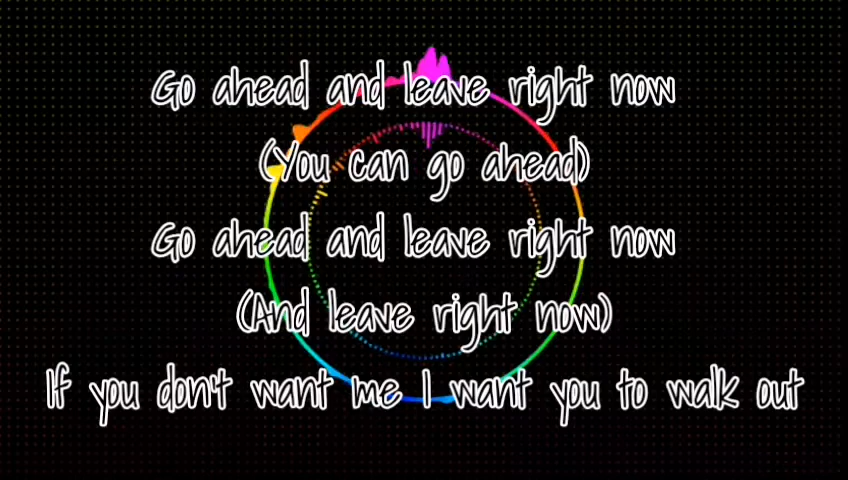 Go ahead and leave right now
(You can go ahead)
Go ahead and leave right now
(And leave right now)
If you don't want me I want you to walk out